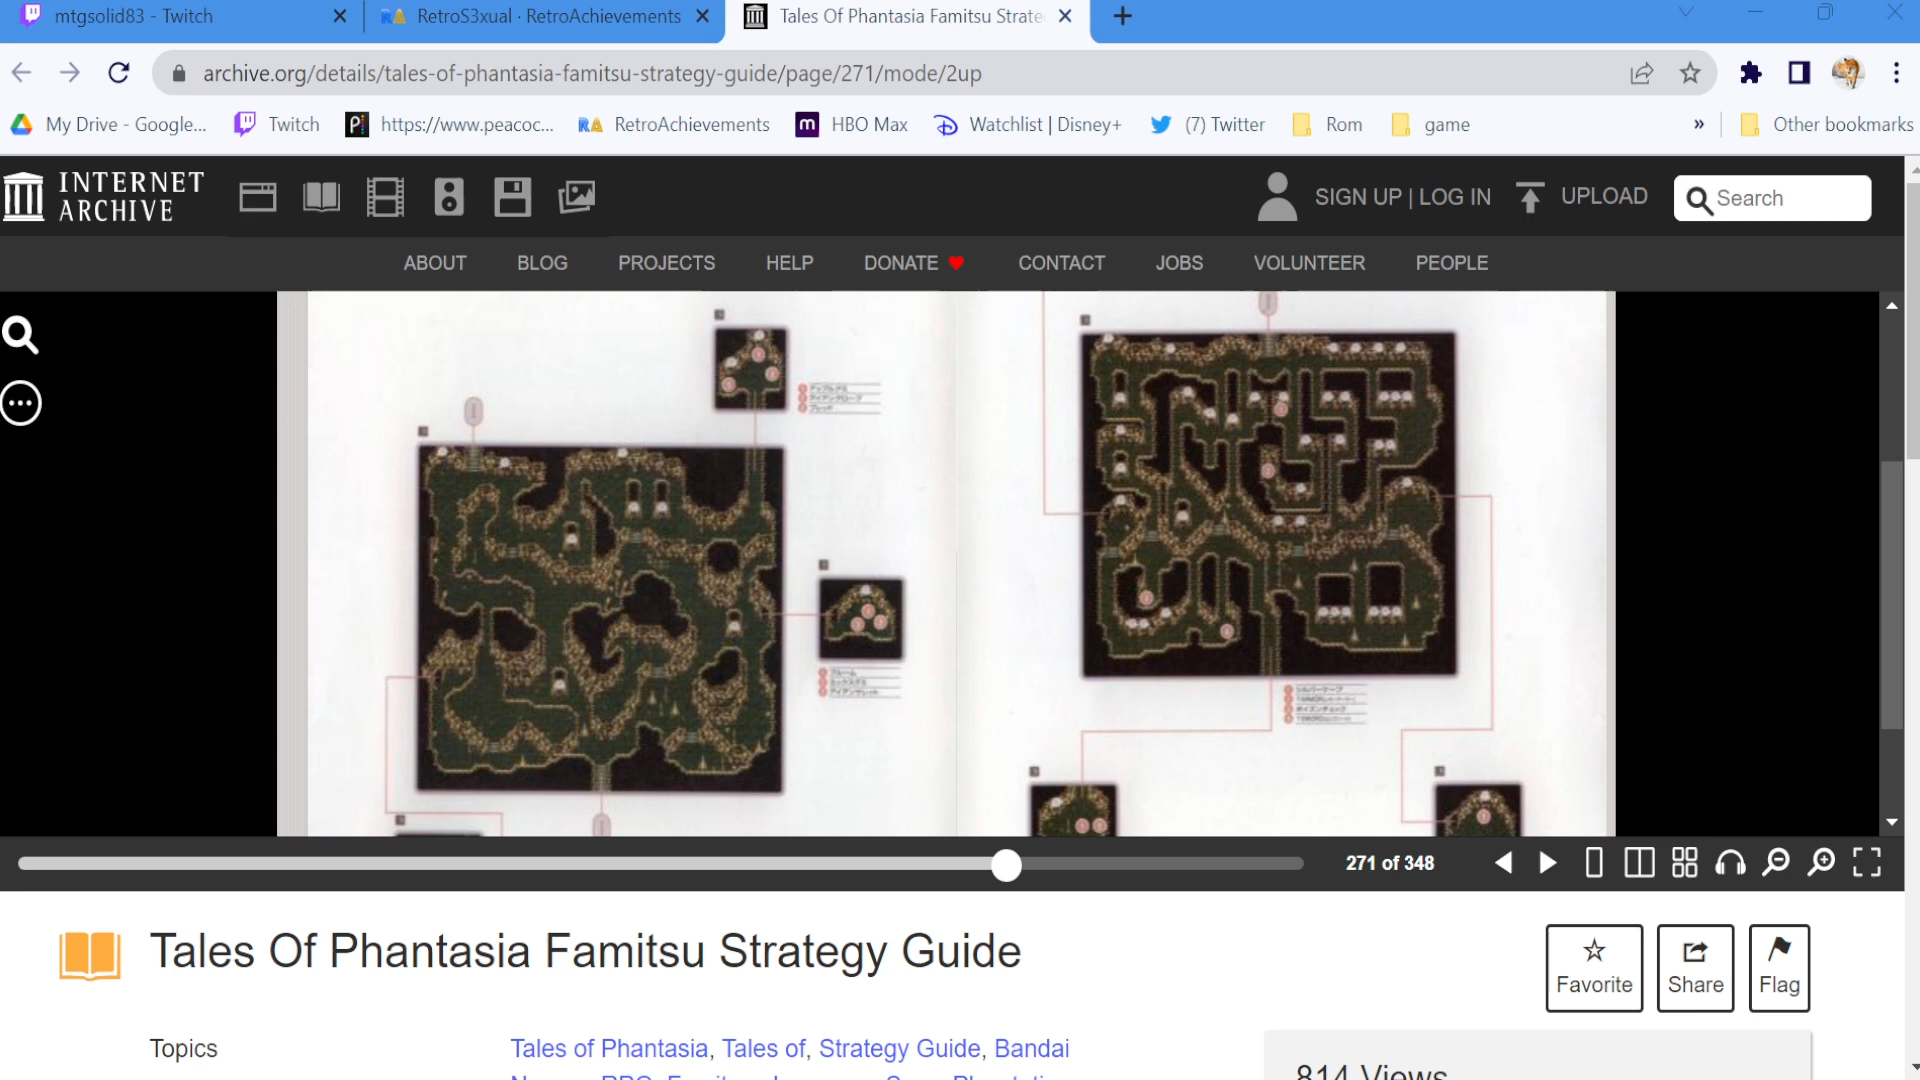 mtgsolid83 - Twitch
RetroS3xual · RetroAchievements
Tales Of Phantasia Famitsu Strate
archive.org/details/tales-of-phantasia-famitsu-strategy-guide/page/271/mode/2up
My Drive - Google...
Twitch
https://www.peacoc...
RetroAchievements
HBO Max
Watchlist | Disney+
(7) Twitter
Rom
game
»
Other bookmarks
INTERNET
ARCHIVE
SIGN UP | LOG IN
UPLOAD
Search
ABOUT
BLOG
PROJECTS
HELP
DONATE
CONTACT
JOBS
VOLUNTEER
PEOPLE
271 of 348
Tales Of Phantasia Famitsu Strategy Guide
Favorite
Share
Flag
Topics
Tales of Phantasia, Tales of, Strategy Guide, Bandai
814 Views